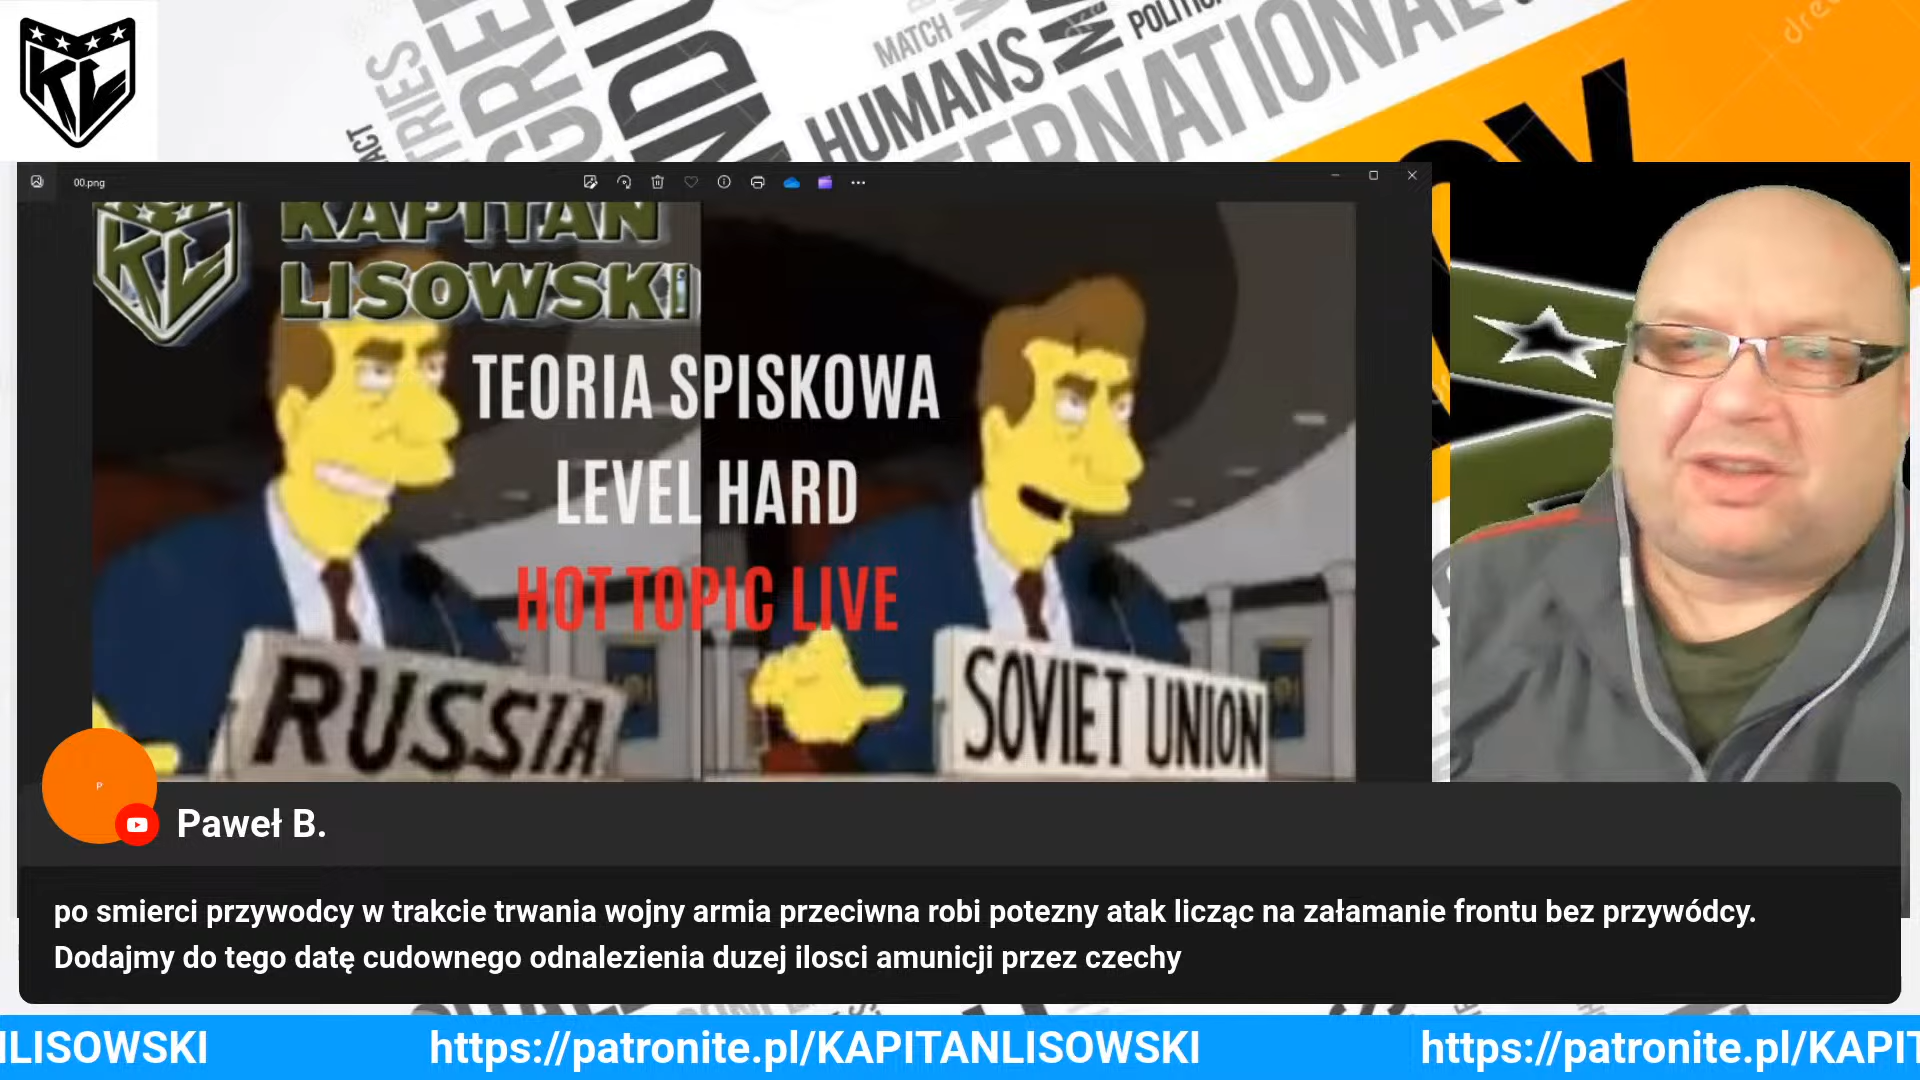 MATCH
HUMANS
KL
00.png
KAPITAN
LISOWSKI
KL
TEORIA SPISKOWA
LEVEL HARD
HOT TOPIC LIVE
RUSSIA
SOVIET UNION
P
Paweł B.
po smierci przywodcy w trakcie trwania wojny armia przeciwna robi potezny atak licząc na załamanie frontu bez przywódcy.
Dodajmy do tego datę cudownego odnalezienia duzej ilosci amunicji przez czechy
ILISOWSKI https://patronite.pl/KAPITANLISOWSKI https://patronite.pl/KAPIT